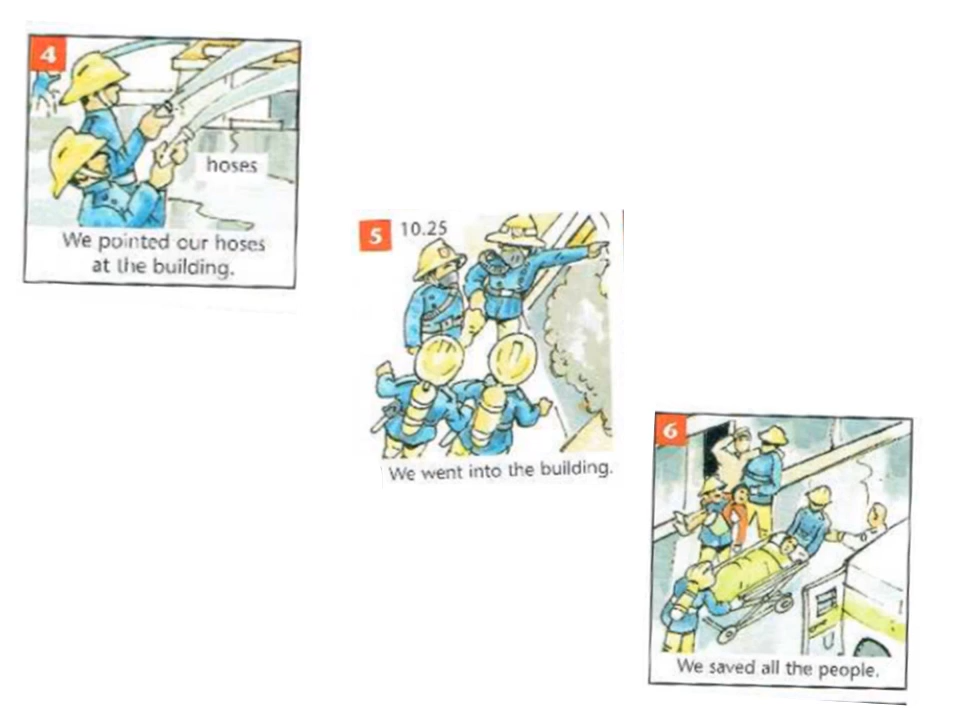 4
hoses
We pointed our hoses
at the building.
5 10.25
We went into the building.
6
We saved all the people.